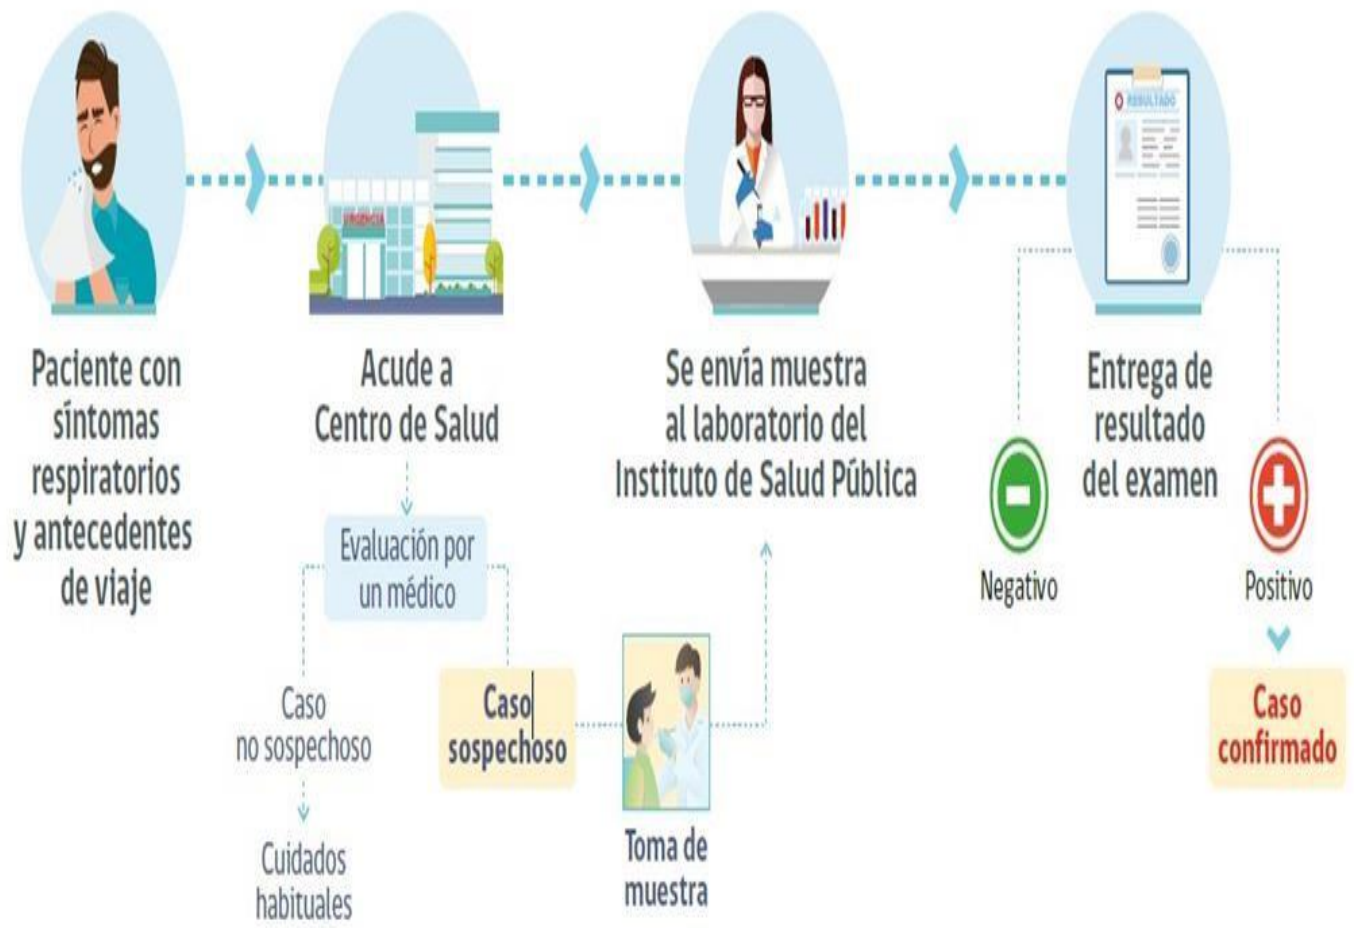 URGENCIA
RESULTADO
Paciente con
síntomas
respiratorios
y antecedentes
de viaje
Acude a
Centro de Salud
Evaluación por
un médico
Caso
no sospechoso
Cuidados
habituales
Caso
sospechoso
Toma de
muestra
Se envía muestra
al laboratorio del
Instituto de Salud Pública
Entrega de
resultado
del examen
Negativo
Positivo
Caso
confirmado